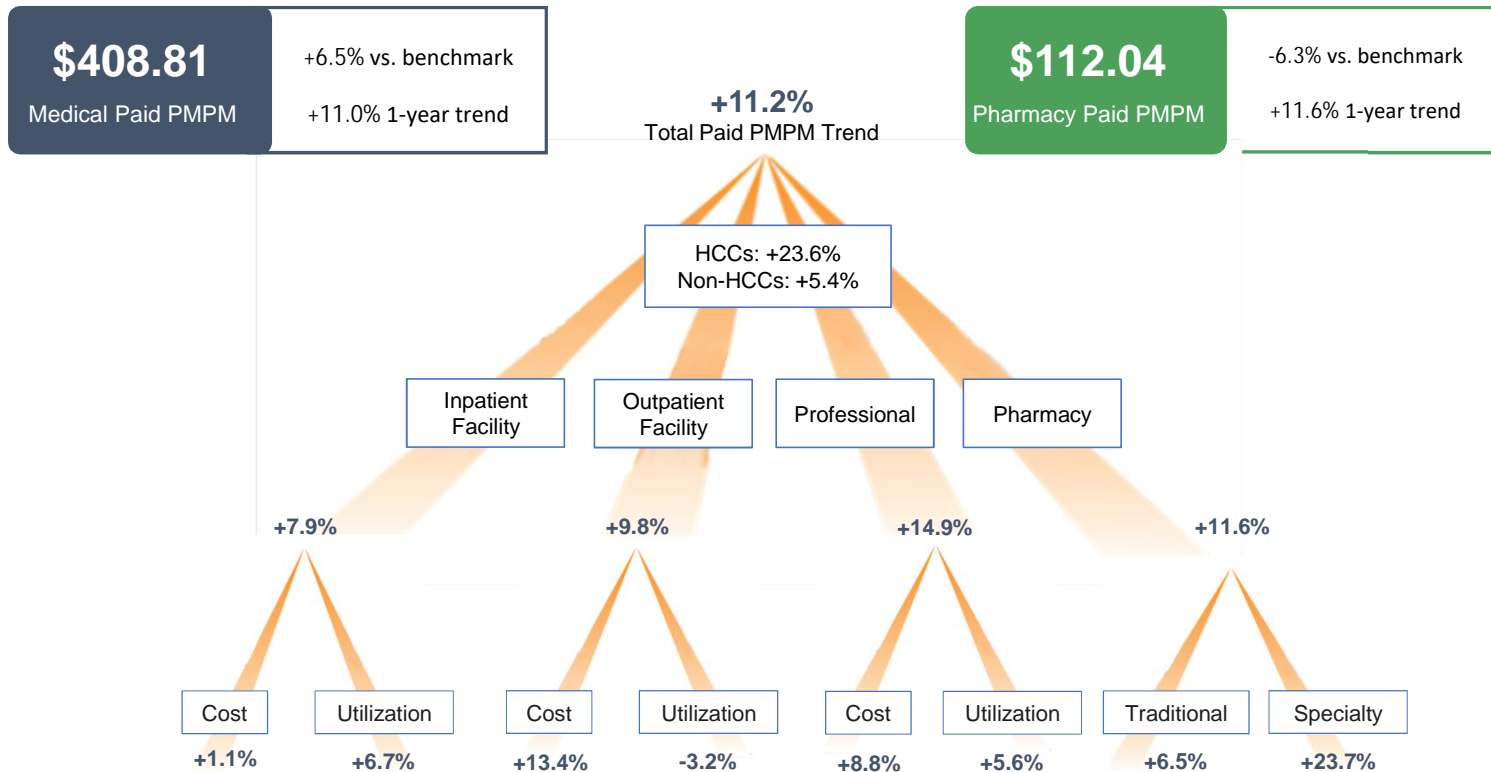 $408.81
Medical Paid PMPM
+6.5% vs. benchmark
+11.0% 1-year trend
+11.2%
Total Paid PMPM Trend
$112.04
Pharmacy Paid PMPM
-6.3% vs. benchmark
+11.6% 1-year trend
HCCs: +23.6%
Non-HCCs: +5.4%
Inpatient
Facility
Outpatient
Facility
Professional
Pharmacy
+7.9%
+9.8%
+14.9%
+11.6%
Cost
Utilization
Cost
Utilization
Cost
Utilization
Traditional
Specialty
+1.1%
+6.7%
+13.4%
-3.2%
+8.8%
+5.6%
+6.5%
+23.7%